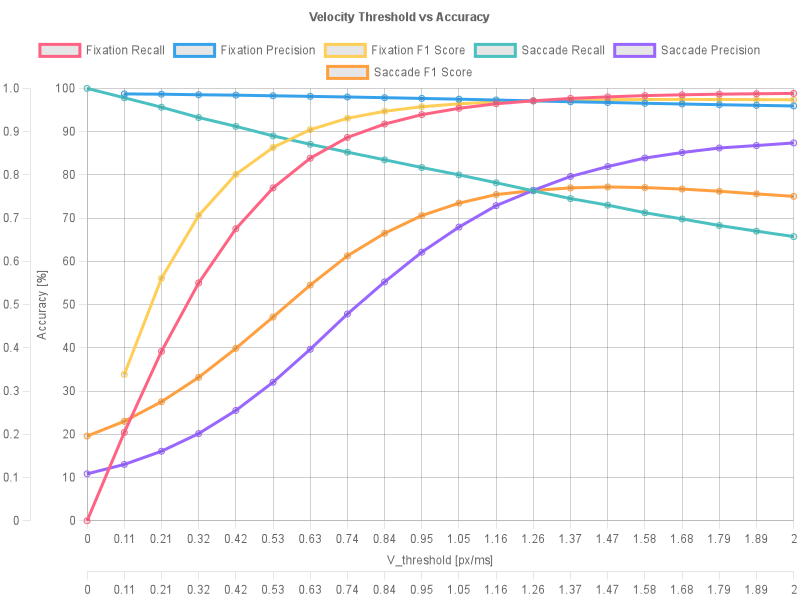 Velocity Threshold vs Accuracy
Fixation Recall Fixation Precision Fixation F1 Score Saccade Recall Saccade Precision
Saccade F1 Score
1.0 100
0.9 90
0.8 80
0.7 70
0.6 60
0.5 50
0.4 40
0.3 30
0.2 20
0.1 10
0 0
Accuracy [%]
0 0.11 0.21 0.32 0.42 0.53 0.63 0.74 0.84 0.95 1.05 1.16 1.26 1.37 1.47 1.58 1.68 1.79 1.89 2
V_threshold [px/ms]
0 0.11 0.21 0.32 0.42 0.53 0.63 0.74 0.84 0.95 1.05 1.16 1.26 1.37 1.47 1.58 1.68 1.79 1.89 2